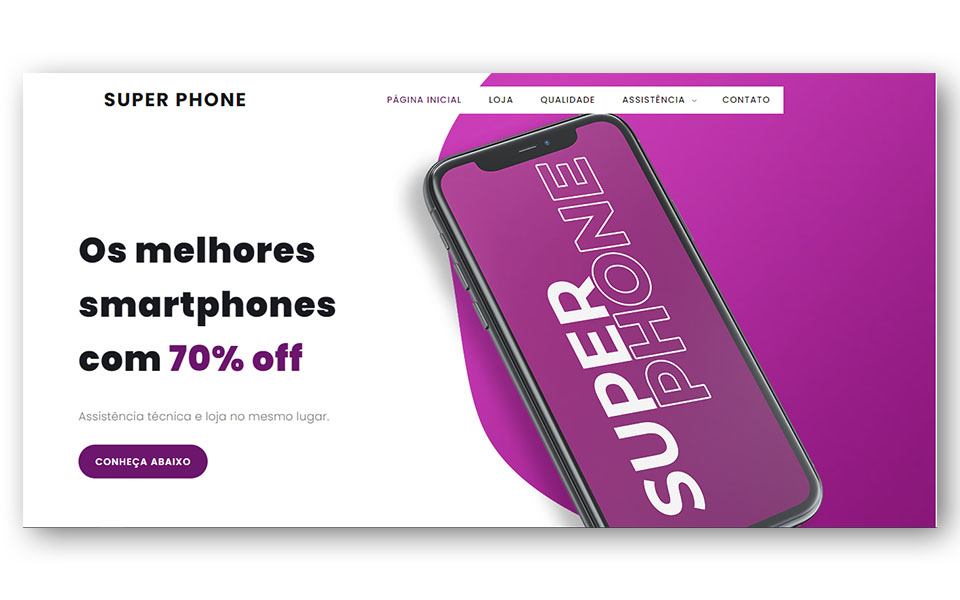 SUPER PHONE
PÁGINA INICIAL LOJA QUALIDADE ASSISTÊNCIA CONTATO
Os melhores
smartphones
com 70% off
Assistência técnica e loja no mesmo lugar.
CONHEÇA ABAIXO
SUPER
PHONE